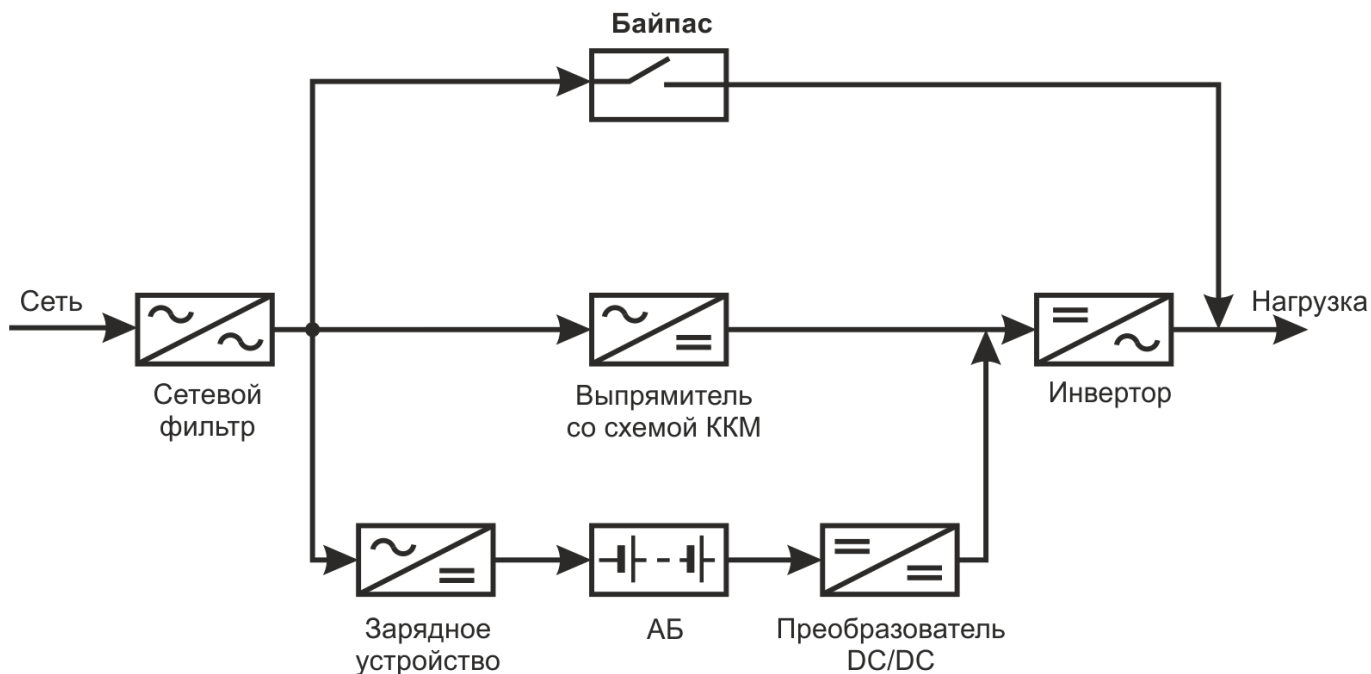 Байпас
Сеть
Нагрузка
Сетевой
фильтр
Выпрямитель
со схемой ККМ
Инвертор
Зарядное
устройство
АБ
Преобразователь
DC/DC